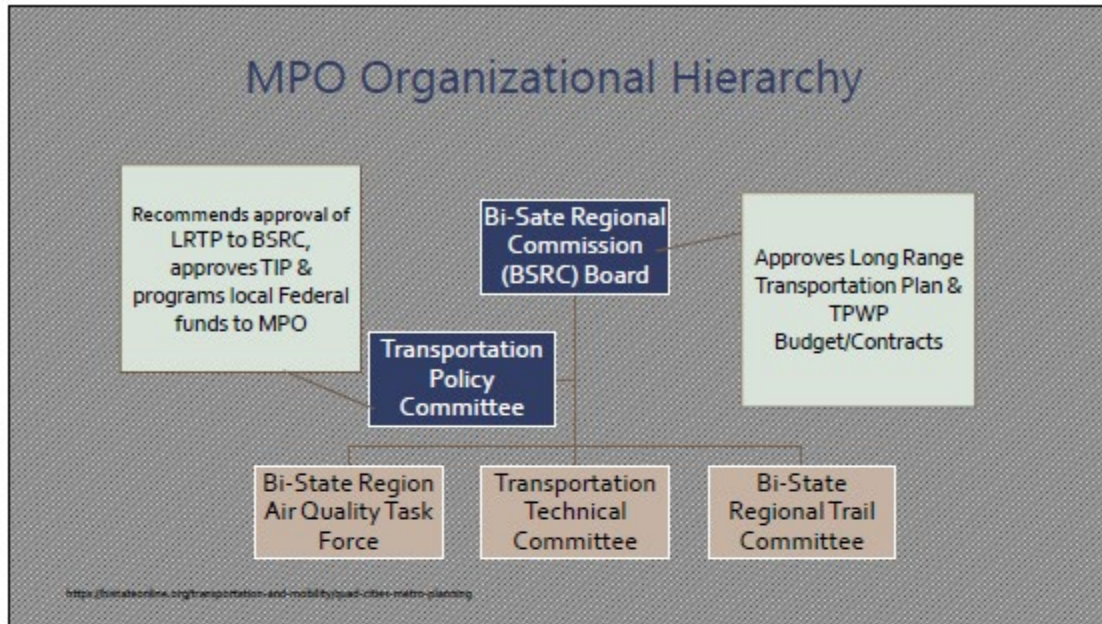 MPO Organizational Hierarchy
Recommends approval of
LRTP to BSRC,
approves TIP &
programs local Federal
funds to MPO
Bi-Sate Regional
Commission
(BSRC) Board
Approves Long Range
Transportation Plan &
TPWP
Budget/Contracts
Transportation
Policy
Committee
Bi-State Region
Air Quality Task
Force
Transportation
Technical
Committee
Bi-State
Regional Trail
Committee
https://bistateonline.org/transportation-and-mobility/quad-cities-metro-planning